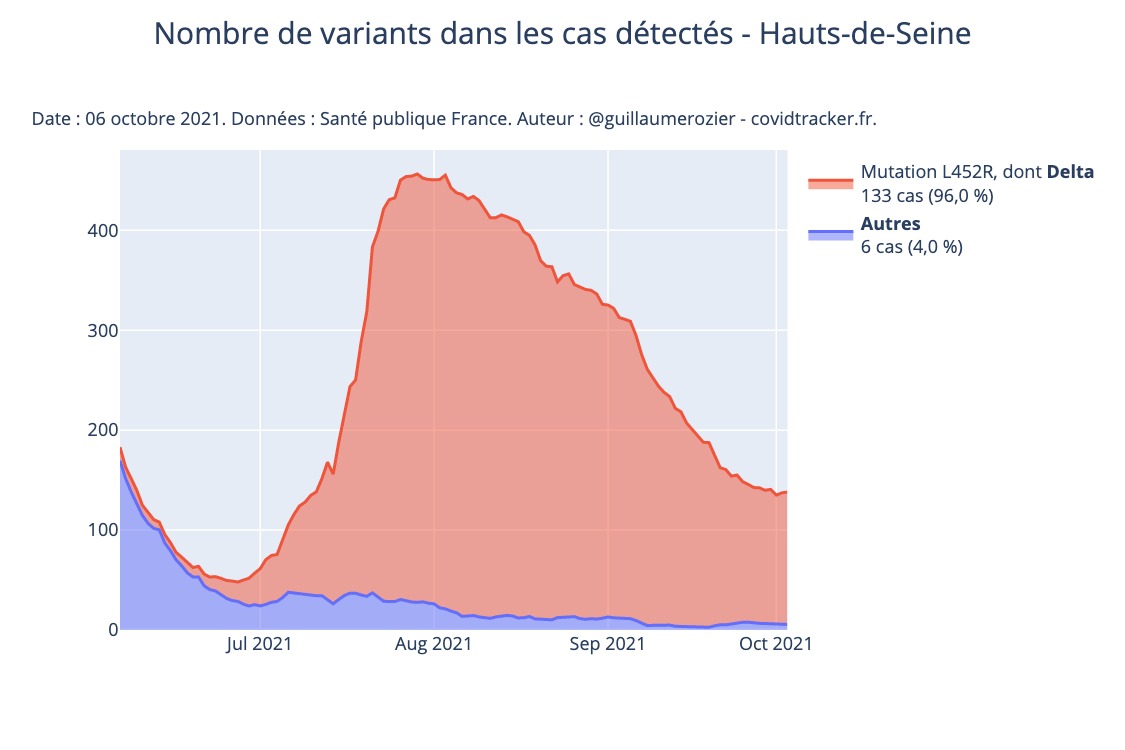 Nombre de variants dans les cas détectés - Hauts-de-Seine
Date : 06 octobre 2021. Données : Santé publique France. Auteur : @guillaumerozier - covidtracker.fr.
Mutation L452R, dont Delta
133 cas (96,0 %)
Autres
6 cas (4,0 %)
400
300
200
100
0
Jul 2021
Aug 2021
Sep 2021
Oct 2021